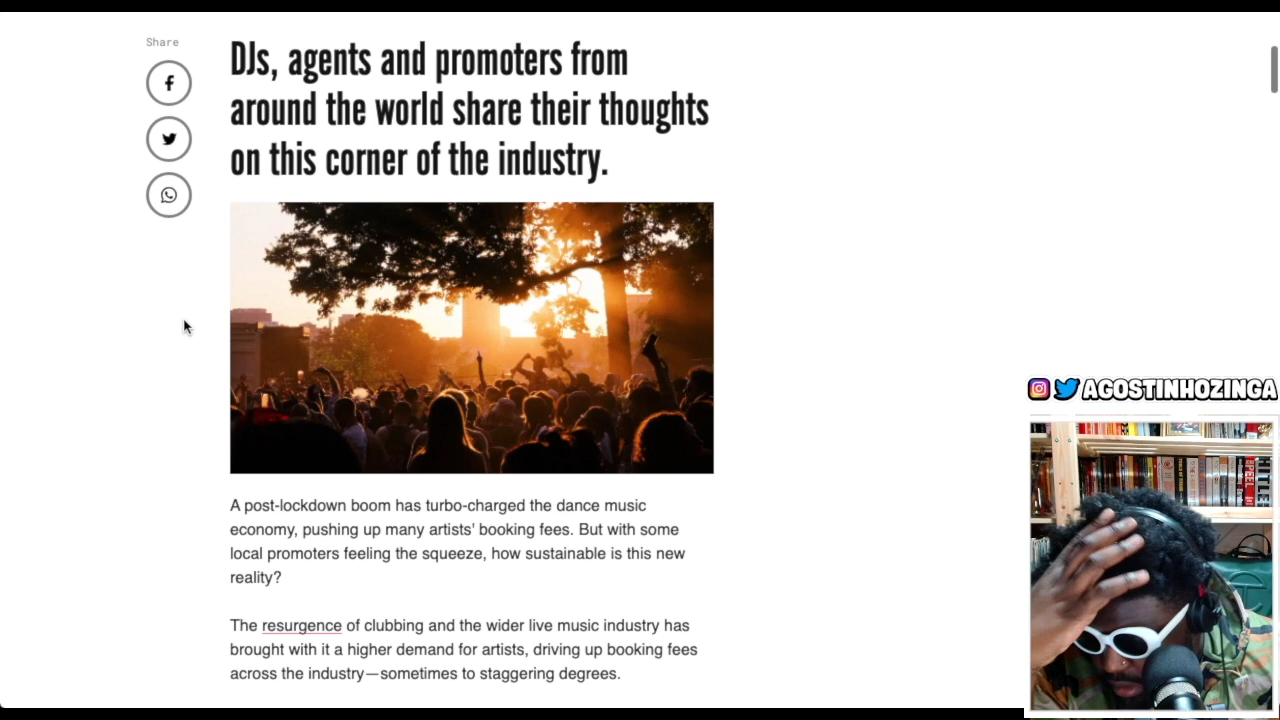 Share
DJs, agents and promoters from
around the world share their thoughts
on this corner of the industry.
A post-lockdown boom has turbo-charged the dance music
economy, pushing up many artists' booking fees. But with some
local promoters feeling the squeeze, how sustainable is this new
reality?
The resurgence of clubbing and the wider live music industry has
brought with it a higher demand for artists, driving up booking fees
across the industry—sometimes to staggering degrees.
AGOSTINHOZINGA